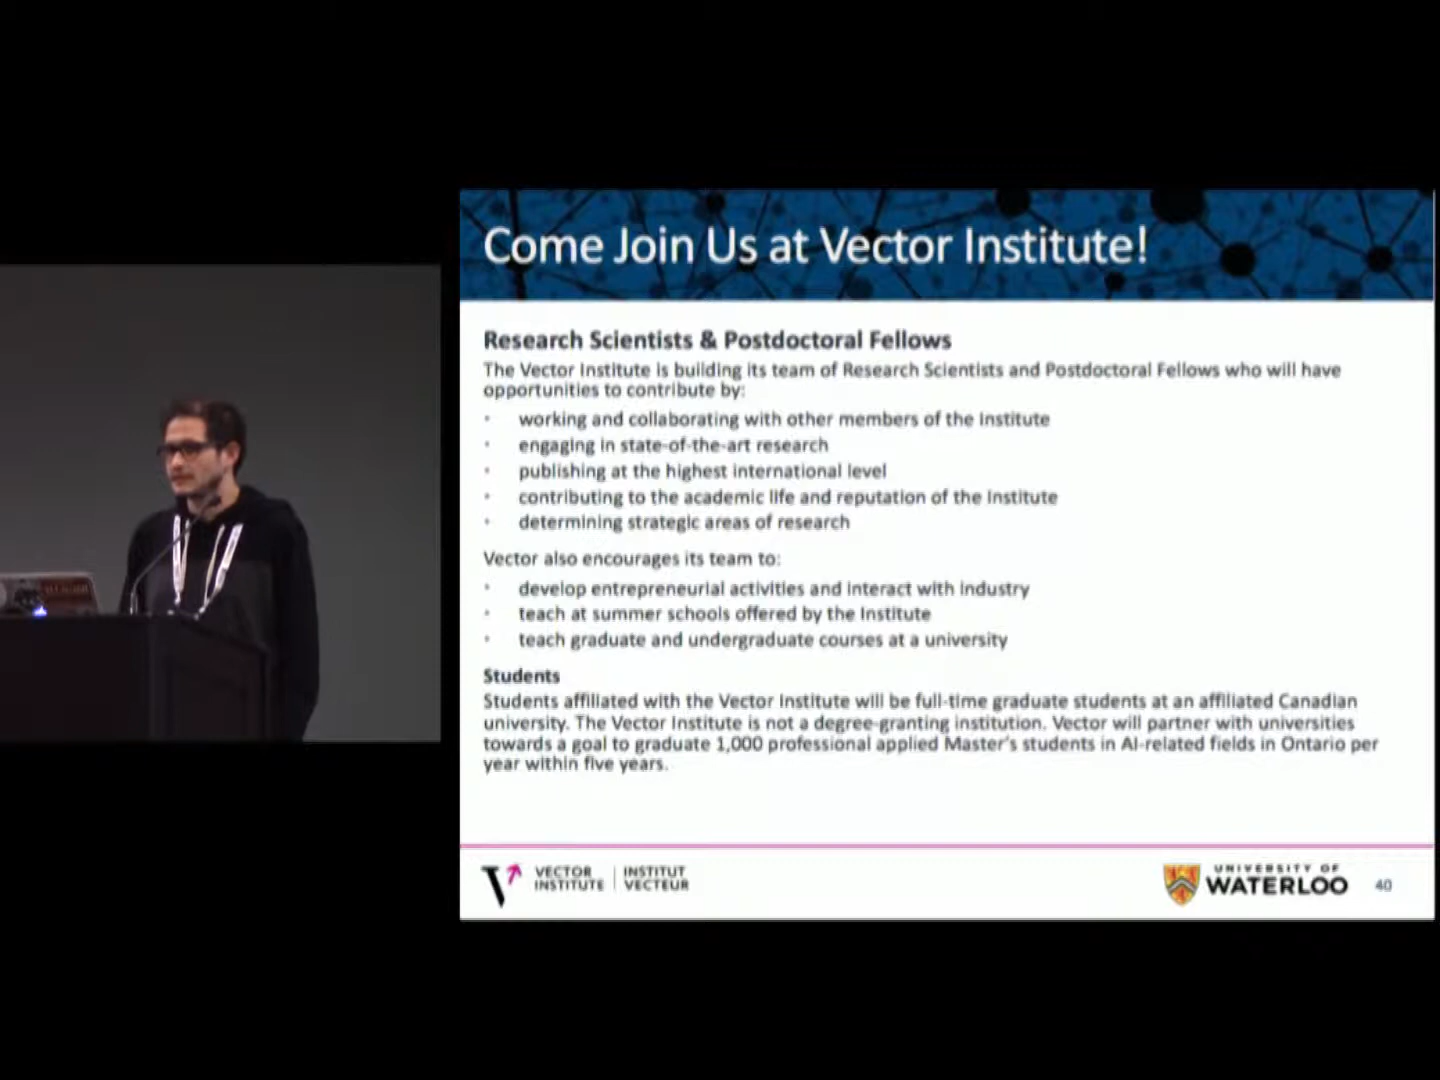 Come Join Us at Vector Institute!
Research Scientists & Postdoctoral Fellows
The Vector Institute is building its team of Research Scientists and Postdoctoral Fellows who will have
opportunities to contribute by:
• working and collaborating with other members of the Institute
• engaging in state-of-the-art research
• publishing at the highest international level
• contributing to the academic life and reputation of the Institute
• determining strategic areas of research
Vector also encourages its team to:
• develop entrepreneurial activities and interact with industry
• teach at summer schools offered by the Institute
• teach graduate and undergraduate courses at a university
Students
Students affiliated with the Vector Institute will be full-time graduate students at an affiliated Canadian
university. The Vector Institute is not a degree-granting institution. Vector will partner with universities
towards a goal to graduate 1,000 professional applied Master's students in AI-related fields in Ontario per
year within five years.
VECTOR INSTITUTE | INSTITUT VECTEUR
UNIVERSITY OF
WATERLOO
40